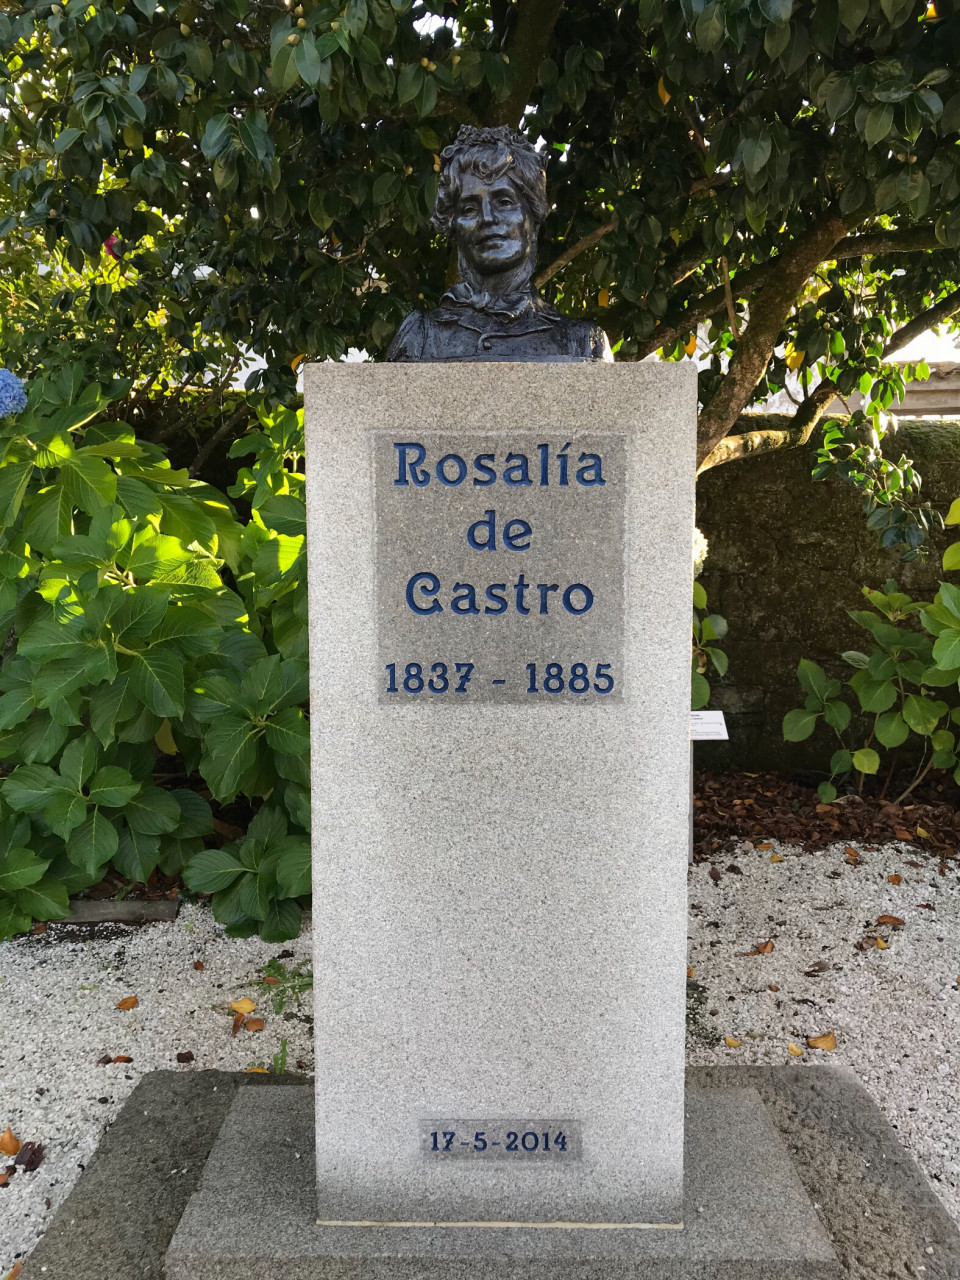 Rosalía
de
Castro
1837 - 1885
17-5-2014